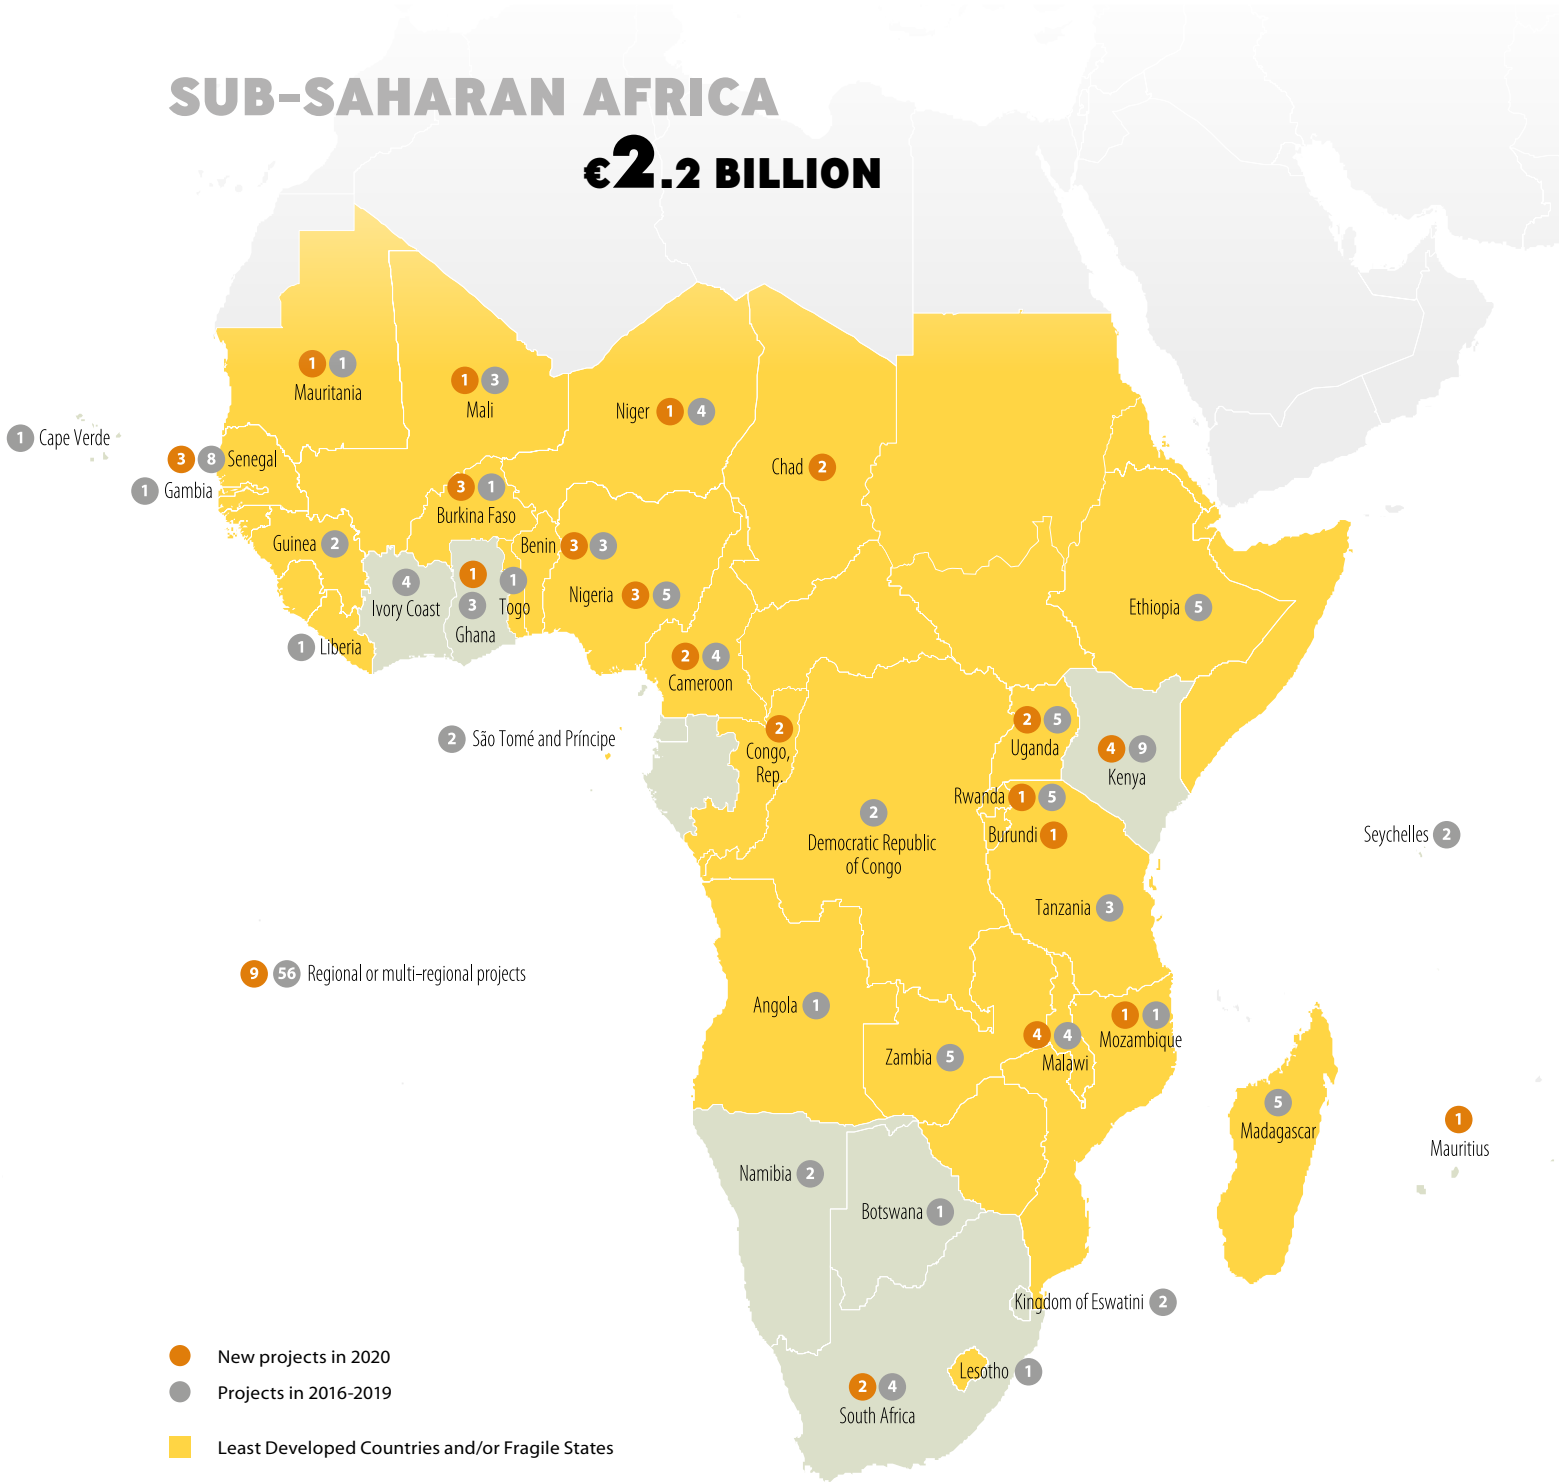 SUB-SAHARAN AFRICA
€2.2 BILLION
1 1
Mauritania
1 3
Mali
Niger 1 4
Chad 2
1 Cape Verde
3 8 Senegal
1 Gambia
3 1
Burkina Faso
Guinea 2
Benin 3 3
4
Ivory Coast
1
3
Ghana
1
Togo
Nigeria 3 5
Ethiopia 5
1 Liberia
2 4
Cameroon
2 São Tomé and Príncipe
2
Congo,
Rep.
2 5
Uganda
4 9
Kenya
Rwanda 1 5
Burundi 1
2
Democratic Republic
of Congo
Seychelles 2
Tanzania 3
9 56 Regional or multi-regional projects
Angola 1
1 1
Mozambique
4 4
Malawi
Zambia 5
5
Madagascar
1
Mauritius
Namibia 2
Botswana 1
Kingdom of Eswatini 2
Lesotho 1
2 4
South Africa
New projects in 2020
Projects in 2016-2019
Least Developed Countries and/or Fragile States